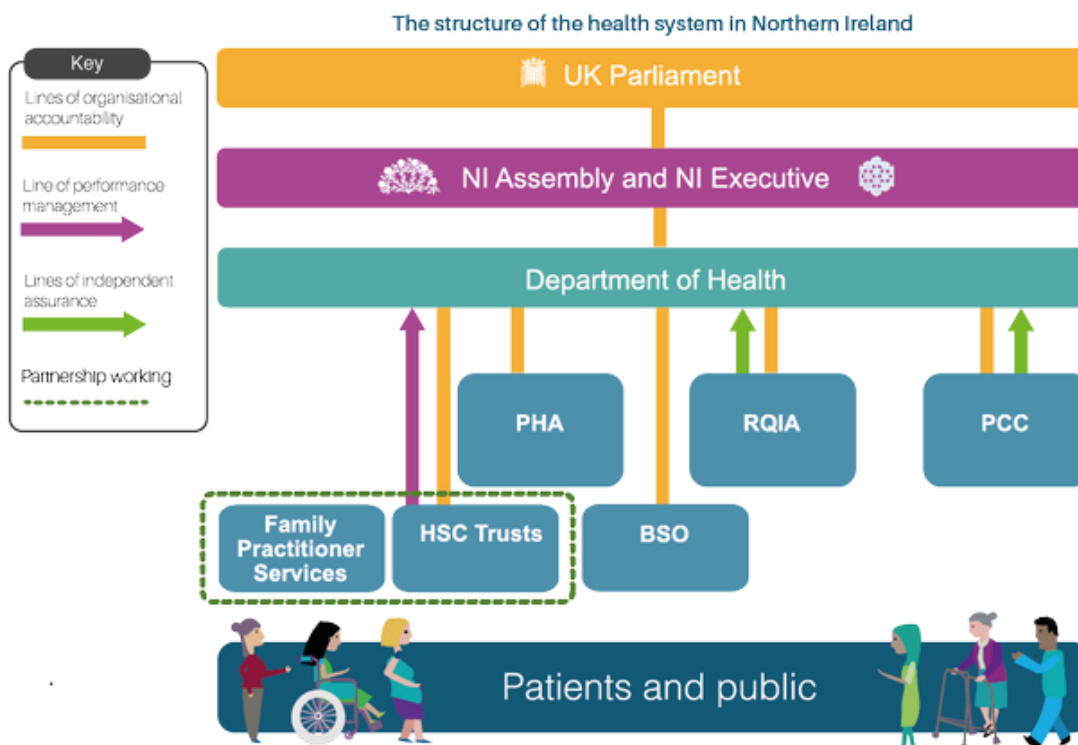 The structure of the health system in Northern Ireland
Key
Lines of organisational
accountability
Line of performance
management
Lines of independent
assurance
Partnership working
UK Parliament
NI Assembly and NI Executive
Department of Health
PHA
RQIA
PCC
Family
Practitioner
Services
HSC Trusts
BSO
Patients and public